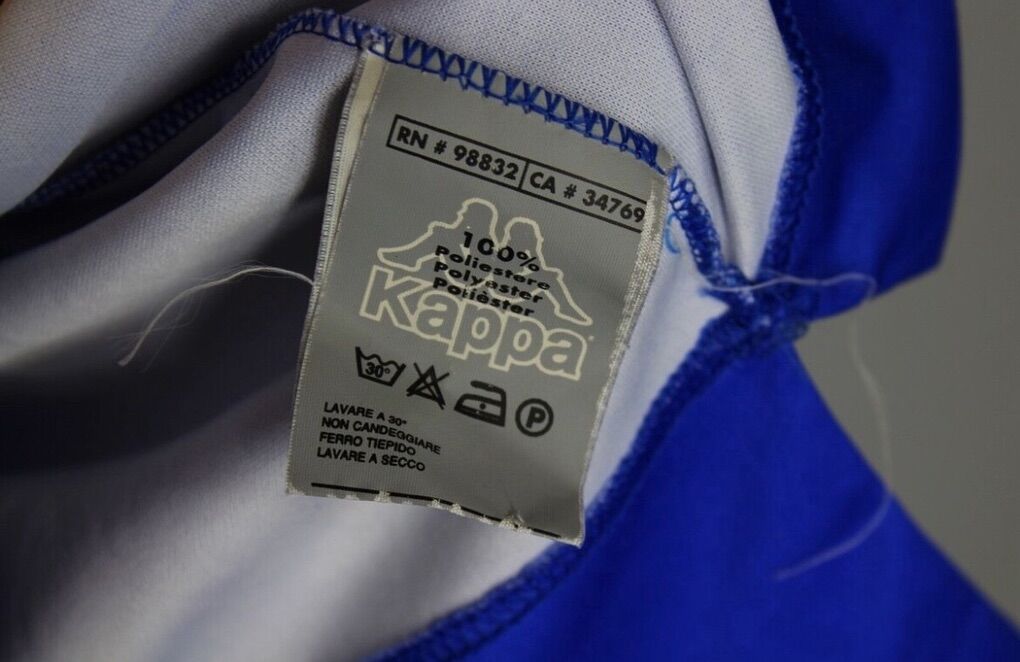 RN # 98832 CA # 34769
100%
Poliestere
Polyester
Polièster
Kappa
30°
P
LAVARE A 30°
NON CANDEGGIARE
FERRO TIEPIDO
LAVARE A SECCO